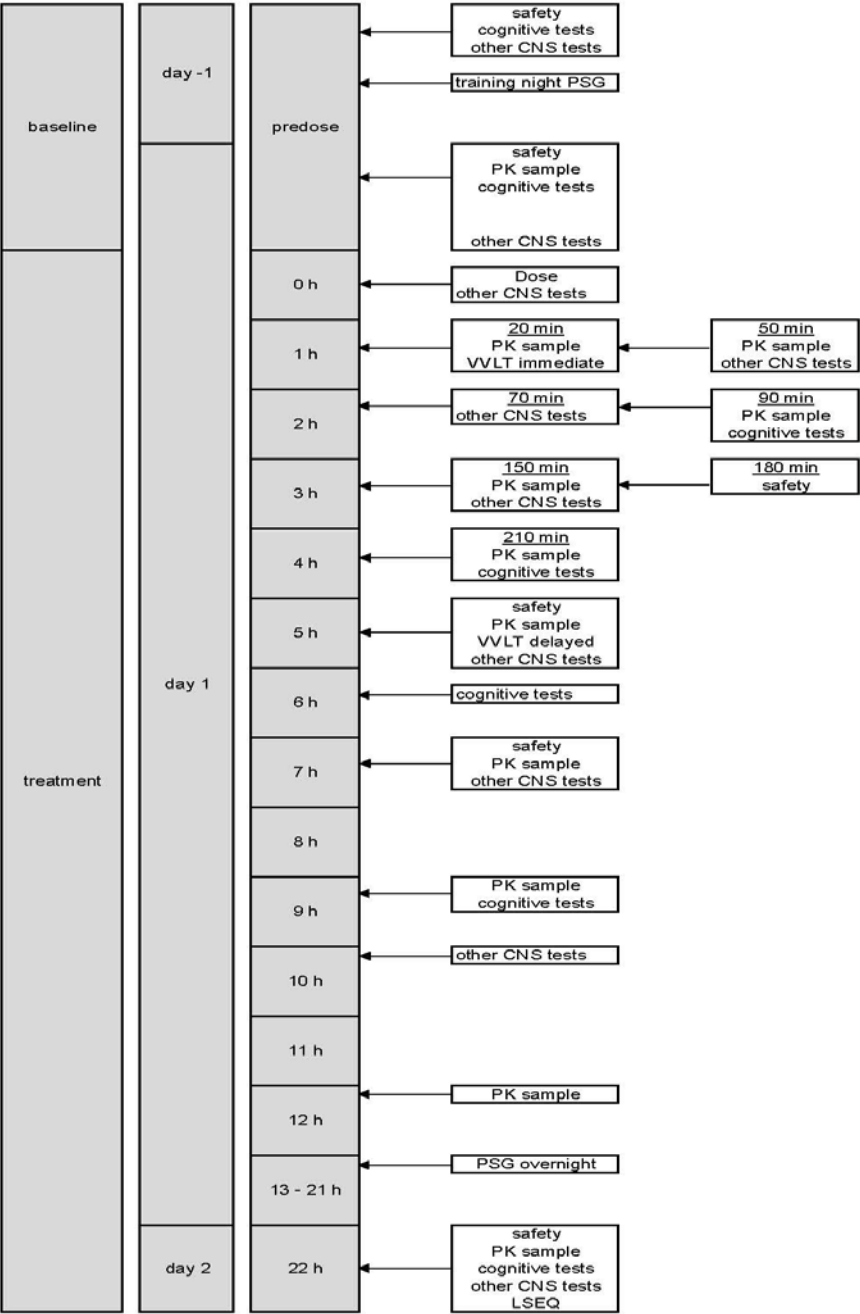 safety
cognitive tests
other CNS tests
day -1
training night PSG
baseline
predose
safety
PK sample
cognitive tests
other CNS tests
0 h
Dose
other CNS tests
1 h
20 min
PK sample
VVLT immediate
50 min
PK sample
other CNS tests
2 h
70 min
other CNS tests
90 min
PK sample
cognitive tests
3 h
150 min
PK sample
other CNS tests
180 min
safety
4 h
210 min
PK sample
cognitive tests
5 h
safety
PK sample
VVLT delayed
other CNS tests
day 1
6 h
cognitive tests
treatment
7 h
safety
PK sample
other CNS tests
8 h
9 h
PK sample
cognitive tests
other CNS tests
10 h
11 h
PK sample
12 h
PSG overnight
13 - 21 h
day 2
22 h
safety
PK sample
cognitive tests
other CNS tests
LSEQ